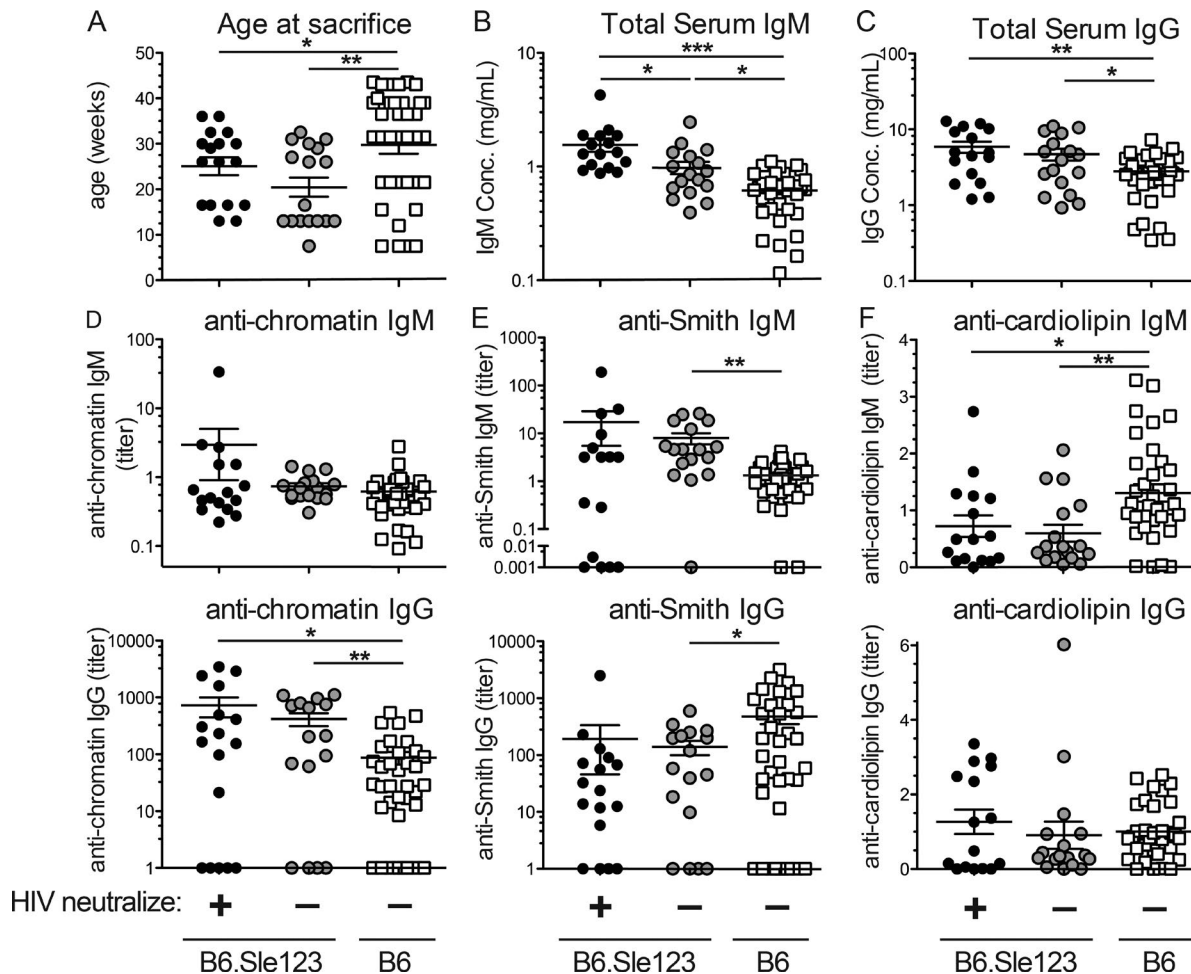 A Age at sacrifice
* 
**
age (weeks)
50
40
30
20
10
0
B Total Serum IgM
***
* *
IgM Conc. (mg/mL)
10
1
0.1
C Total Serum IgG
**
*
IgG Conc. (mg/mL)
100
10
1
0.1
D anti-chromatin IgM
anti-chromatin IgM
(titer)
100
10
1
0.1
E anti-Smith IgM
**
anti-Smith IgM (titer)
1000
100
10
1
0.1
0.01
0.001
F anti-cardiolipin IgM
*
**
anti-cardiolipin IgM (titer)
4
3
2
1
0
anti-chromatin IgG
*
**
anti-chromatin IgG (titer)
10000
1000
100
10
1
anti-Smith IgG
*
anti-Smith IgG (titer)
10000
1000
100
10
1
anti-cardiolipin IgG
anti-cardiolipin IgG (titer)
6
4
2
0
HIV neutralize: + − − + − − + − −
B6.Sle123 B6 B6.Sle123 B6 B6.Sle123 B6